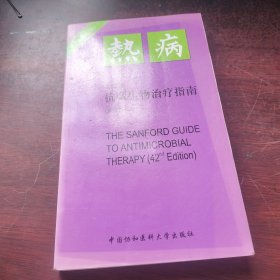 热病
抗微生物治疗指南
THE SANFORD GUIDE
TO ANTIMICROBIAL
THERAPY (42nd Edition)
中国协和医科大学出版社